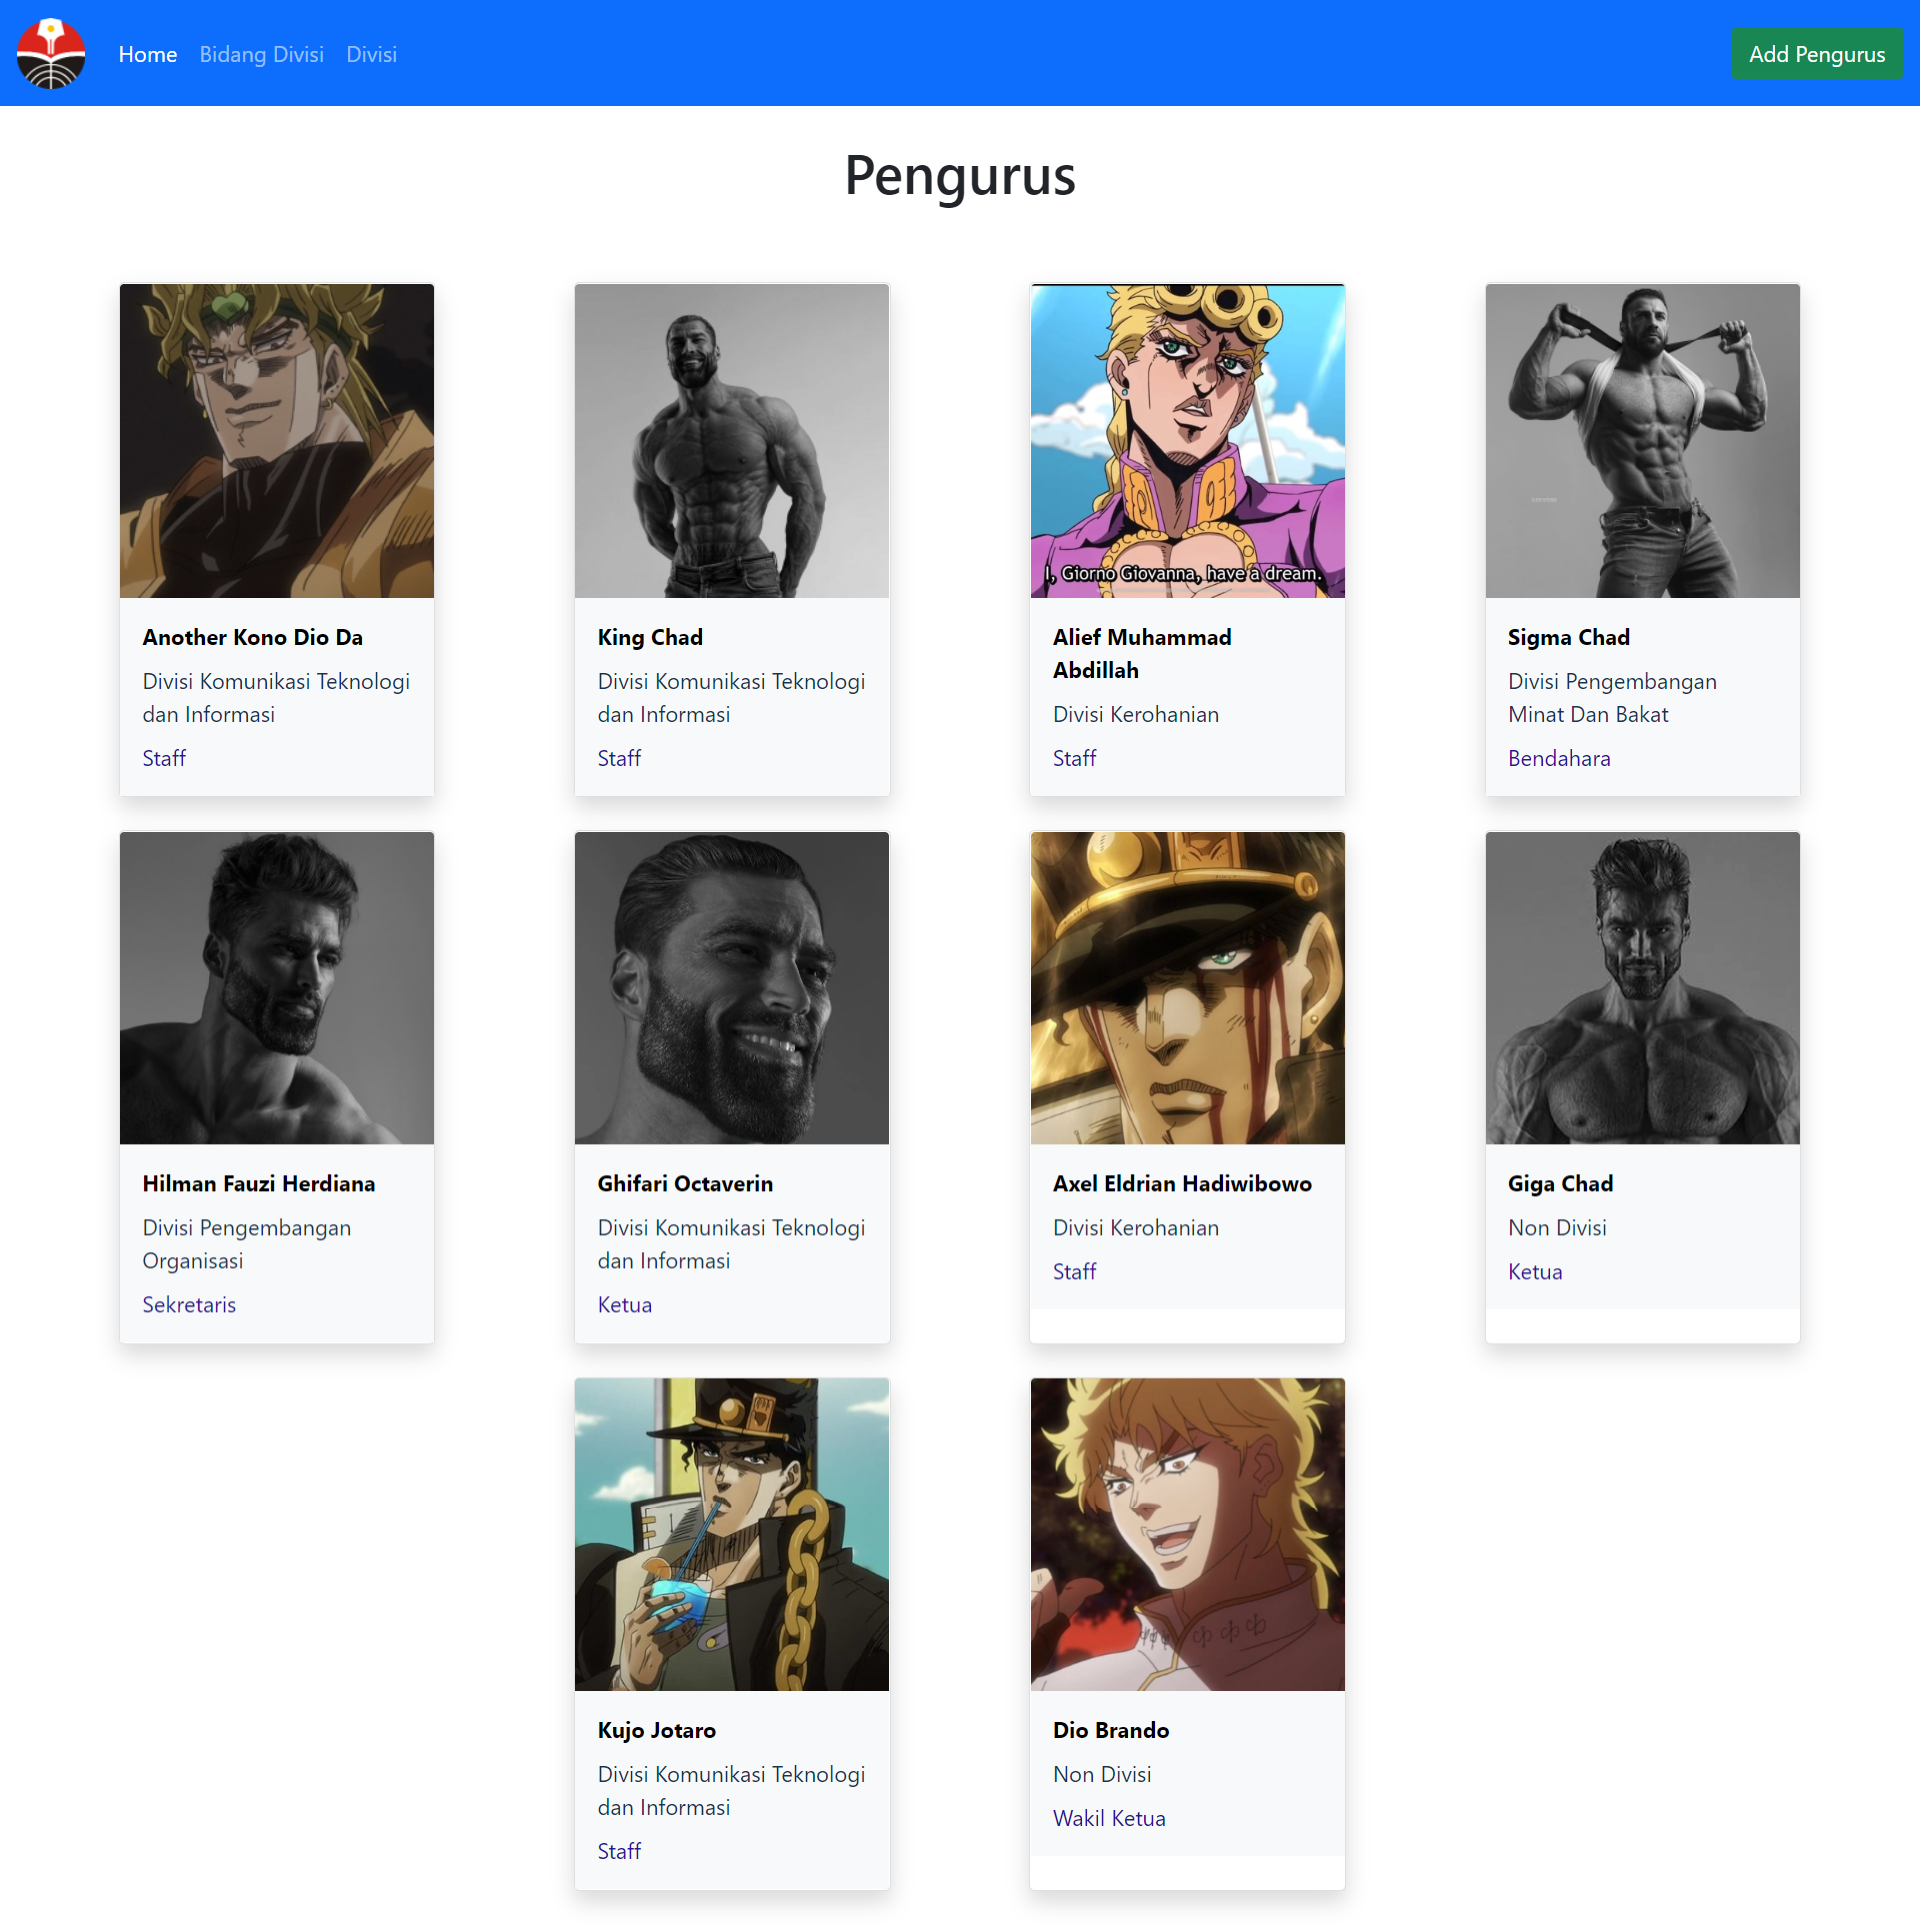 Home Bidang Divisi Divisi Add Pengurus
Pengurus
I, Giorno Giovanna, have a dream.
Another Kono Dio Da
Divisi Komunikasi Teknologi
dan Informasi
Staff
King Chad
Divisi Komunikasi Teknologi
dan Informasi
Staff
Alief Muhammad
Abdillah
Divisi Kerohanian
Staff
Sigma Chad
Divisi Pengembangan
Minat Dan Bakat
Bendahara
Hilman Fauzi Herdiana
Divisi Pengembangan
Organisasi
Sekretaris
Ghifari Octaverin
Divisi Komunikasi Teknologi
dan Informasi
Ketua
Axel Eldrian Hadiwibowo
Divisi Kerohanian
Staff
Giga Chad
Non Divisi
Ketua
Kujo Jotaro
Divisi Komunikasi Teknologi
dan Informasi
Staff
Dio Brando
Non Divisi
Wakil Ketua